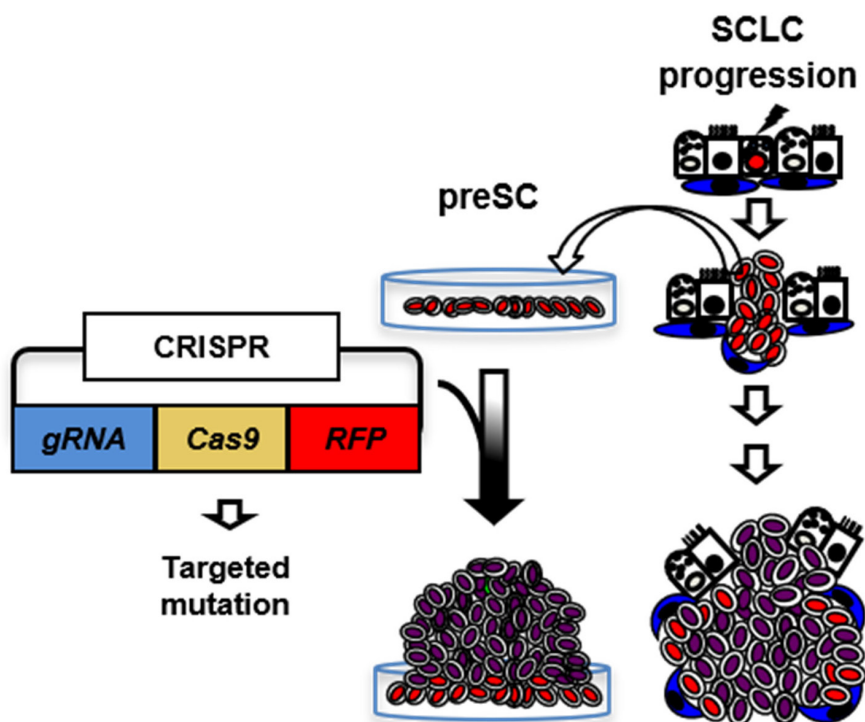 SCLC
progression
preSC
CRISPR
gRNA Cas9 RFP
Targeted
mutation